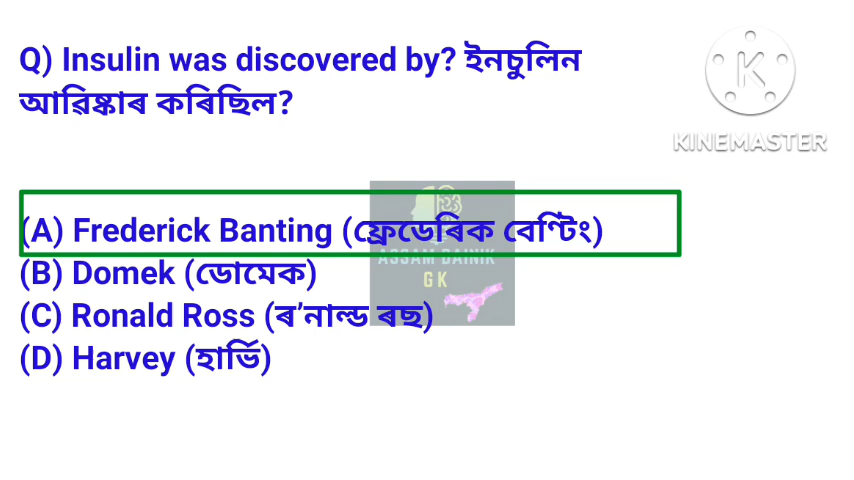 Q) Insulin was discovered by? ইনচুলিন
আৱিষ্কাৰ কৰিছিল?
KINEMASTER
(A) Frederick Banting (ফ্ৰেডেৰিক বেণ্টিং)
ASSAM DAINIK
GK
(B) Domek (ডোমেক)
(C) Ronald Ross (ৰ’নাল্ড ৰছ)
(D) Harvey (হাৰ্ভি)